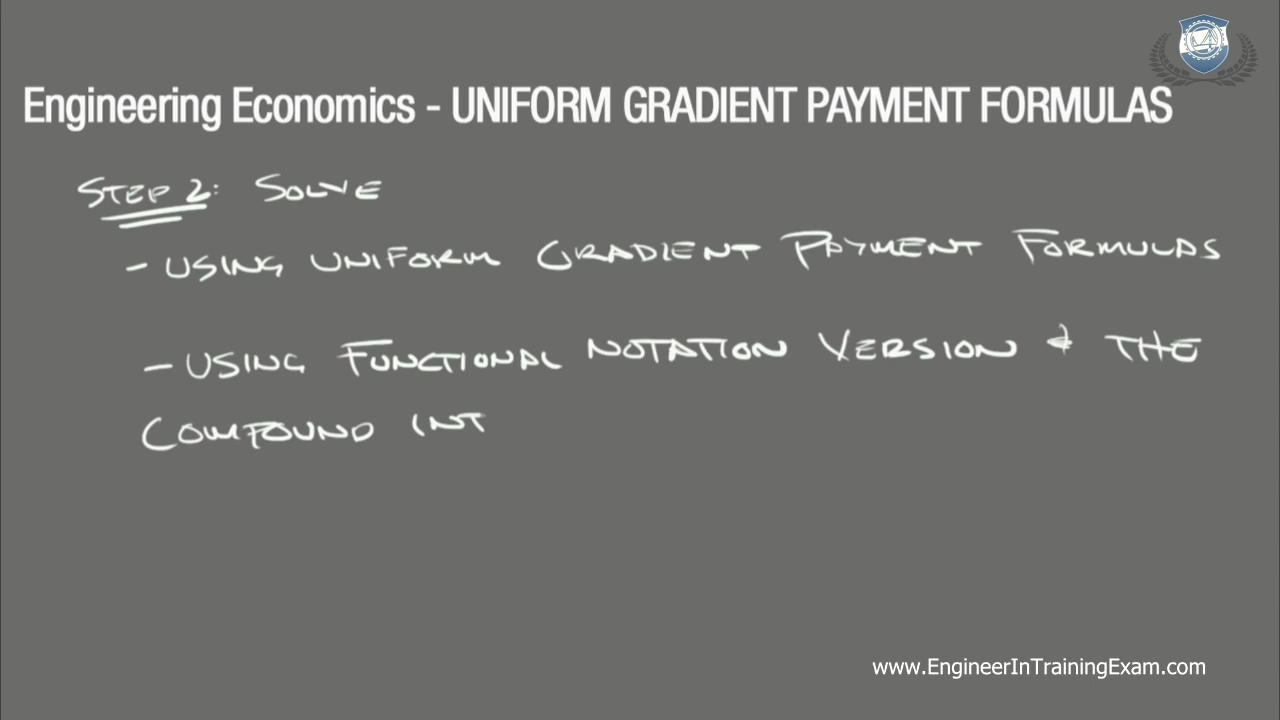 Engineering Economics - UNIFORM GRADIENT PAYMENT FORMULAS
STEP 2: SOLVE
- USING UNIFORM GRADIENT PAYMENT FORMULAS
- USING FUNCTIONAL NOTATION VERSION & THE
COMPOUND INT
www.EngineerInTrainingExam.com